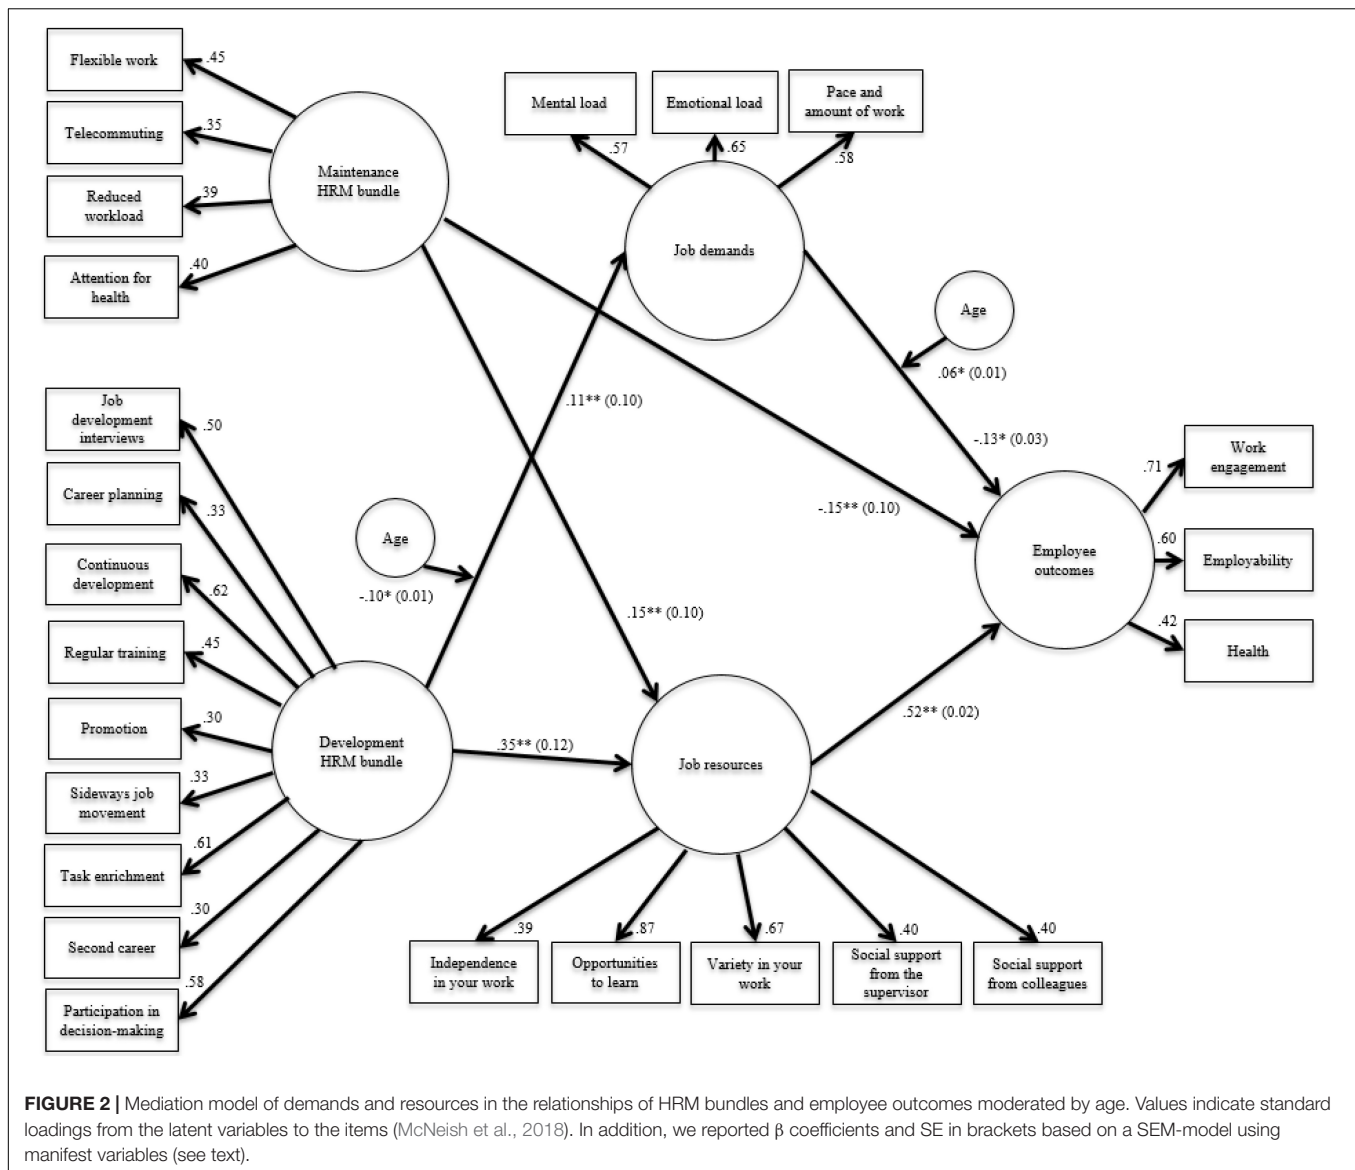 Flexible work
.45
Telecommuting
.35
Reduced
workload
.39
Attention for
health
.40
Maintenance
HRM bundle
Mental load
.57
Emotional load
.65
Pace and
amount of work
.58
Job demands
Age
.06* (0.01)
-.13* (0.03)
.11** (0.10)
-.15** (0.10)
Age
-.10* (0.01)
.15** (0.10)
Job
development
interviews
.50
Career planning
.33
Continuous
development
.62
Regular training
.45
Promotion
.30
Sideways job
movement
.33
Task enrichment
.61
Second career
.30
Participation in
decision-making
.58
Development
HRM bundle
.35** (0.12)
Job resources
.52** (0.02)
Employee
outcomes
.71
Work
engagement
.60
Employability
.42
Health
.39
Independence
in your work
.87
Opportunities
to learn
.67
Variety in your
work
.40
Social support
from the
supervisor
.40
Social support
from colleagues
FIGURE 2 | Mediation model of demands and resources in the relationships of HRM bundles and employee outcomes moderated by age. Values indicate standard
loadings from the latent variables to the items (McNeish et al., 2018). In addition, we reported β coefficients and SE in brackets based on a SEM-model using
manifest variables (see text).